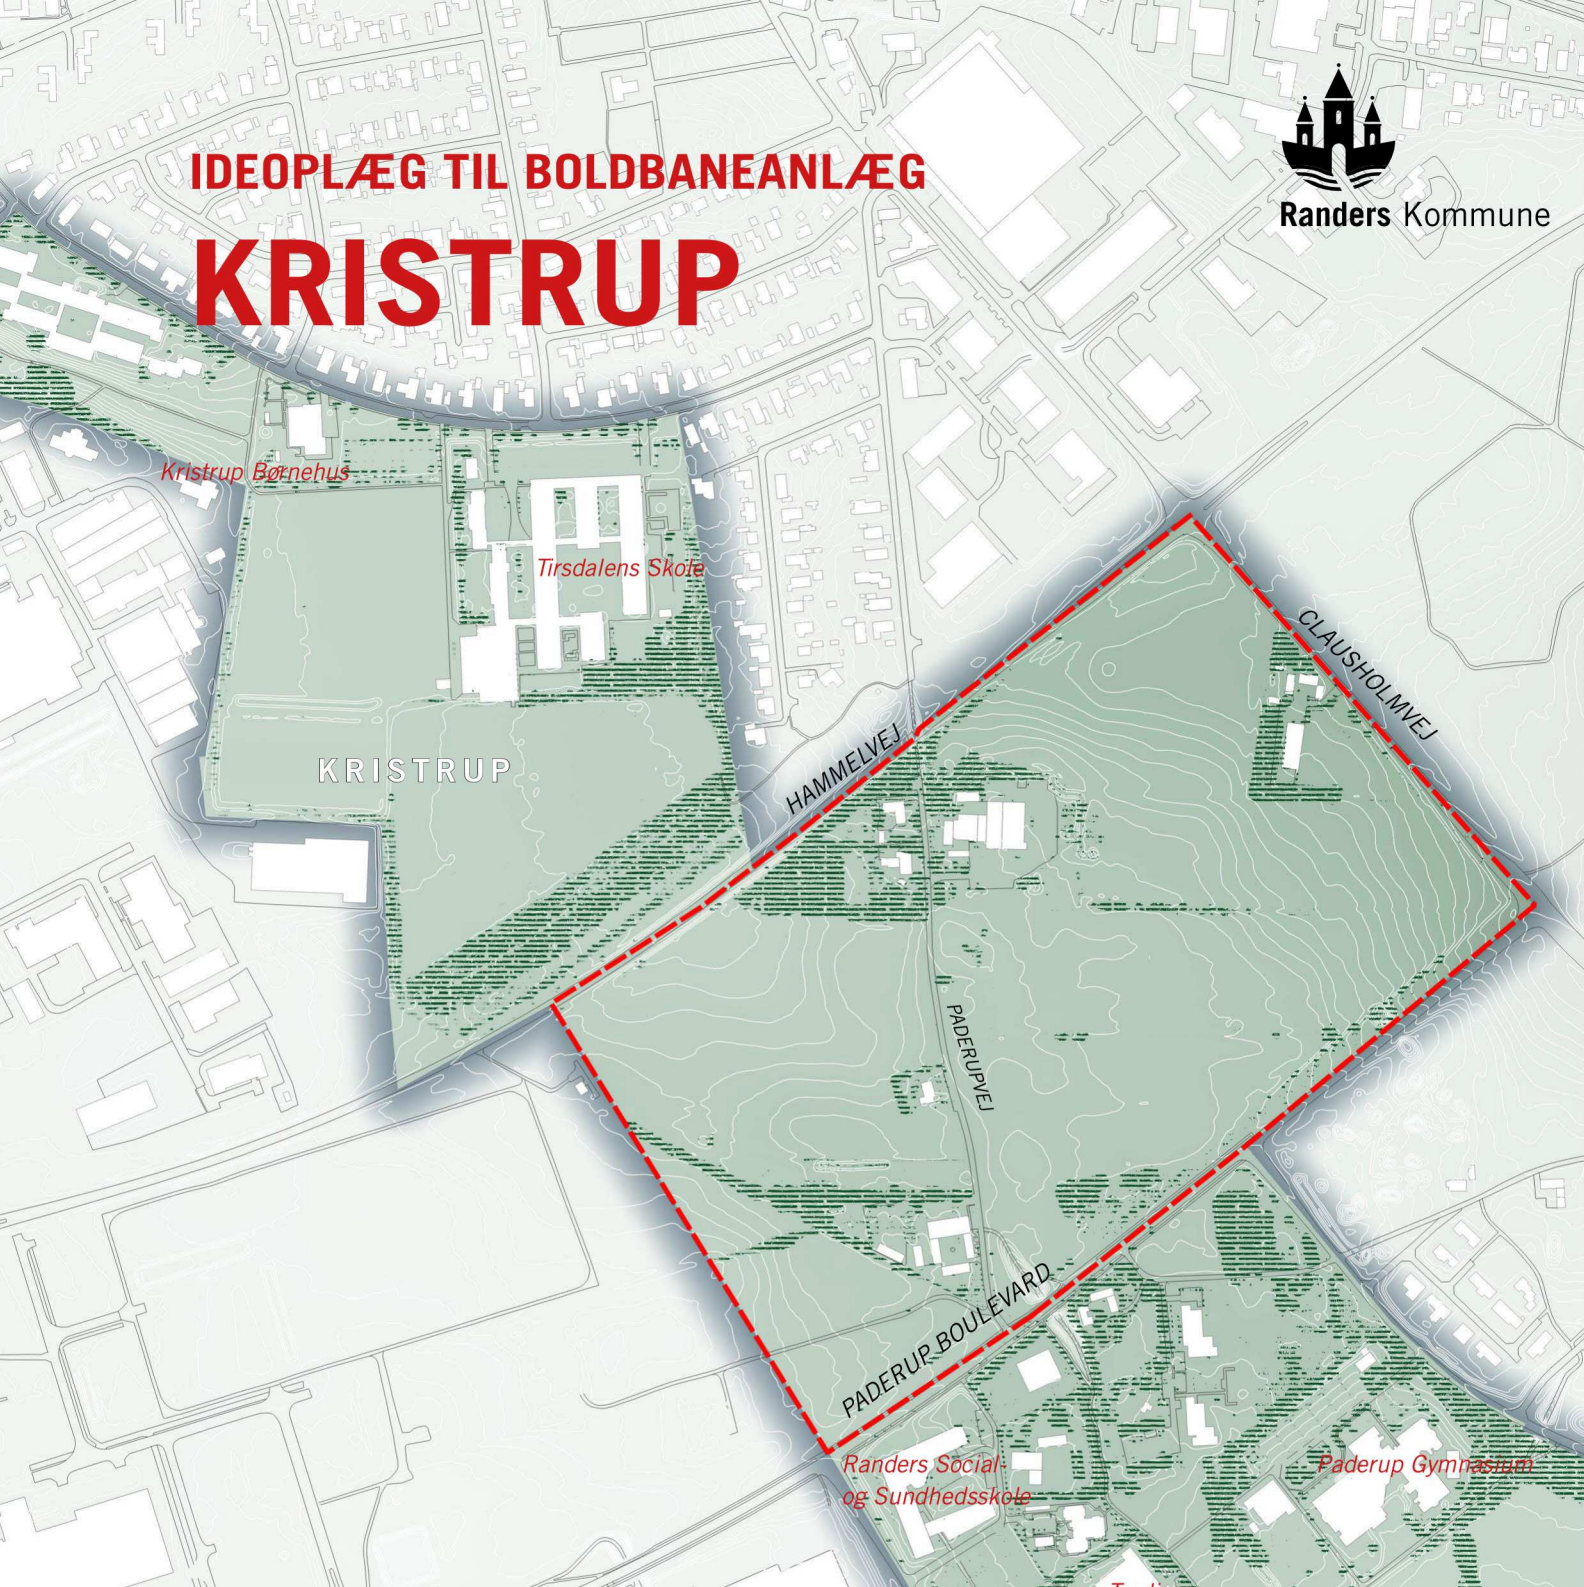 IDEOPLÆG TIL BOLDBANEANLÆG
KRISTRUP
Randers Kommune
Kristrup Børnehus
Tirsdalens Skole
KRISTRUP
HAMMELVEJ
CLAUSHOLMVEJ
PADERUPVEJ
PADERUP BOULEVARD
Randers Social-
og Sundhedsskole
Paderup Gymnasium